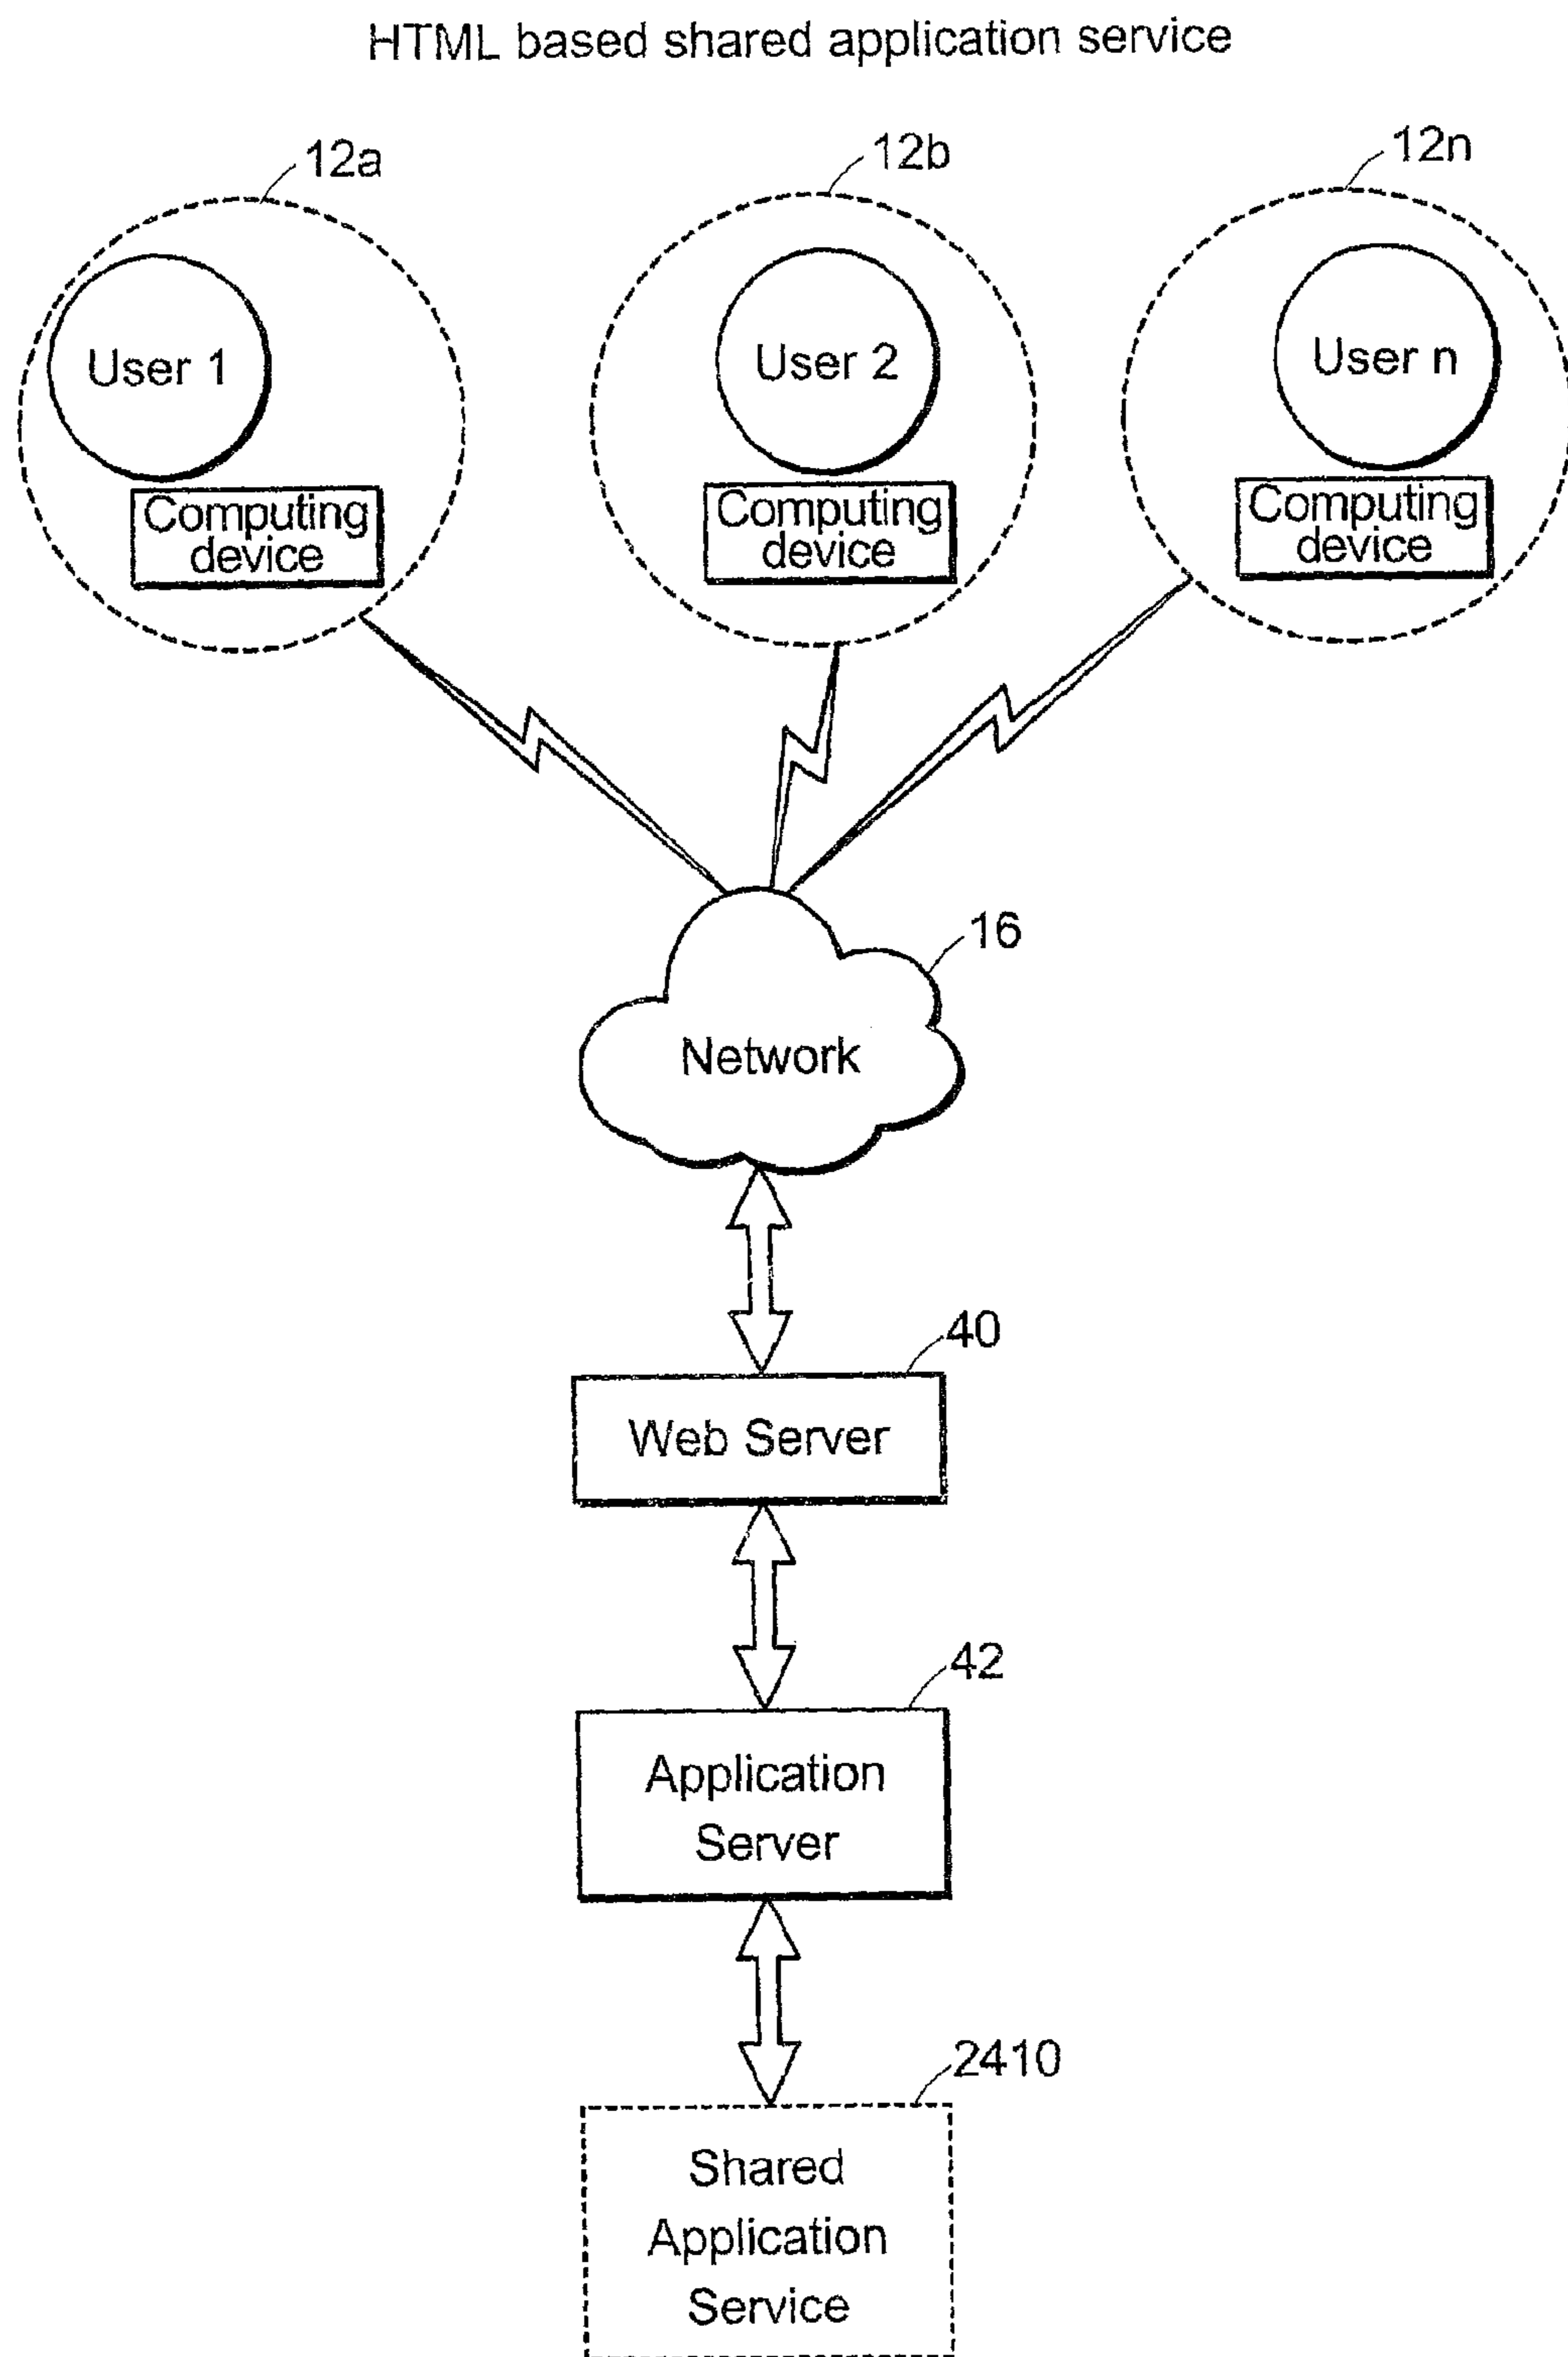 HTML based shared application service
12a
12b
12n
User 1
User 2
User n
Computing
device
Computing
device
Computing
device
16
Network
40
Web Server
42
Application
Server
2410
Shared
Application
Service